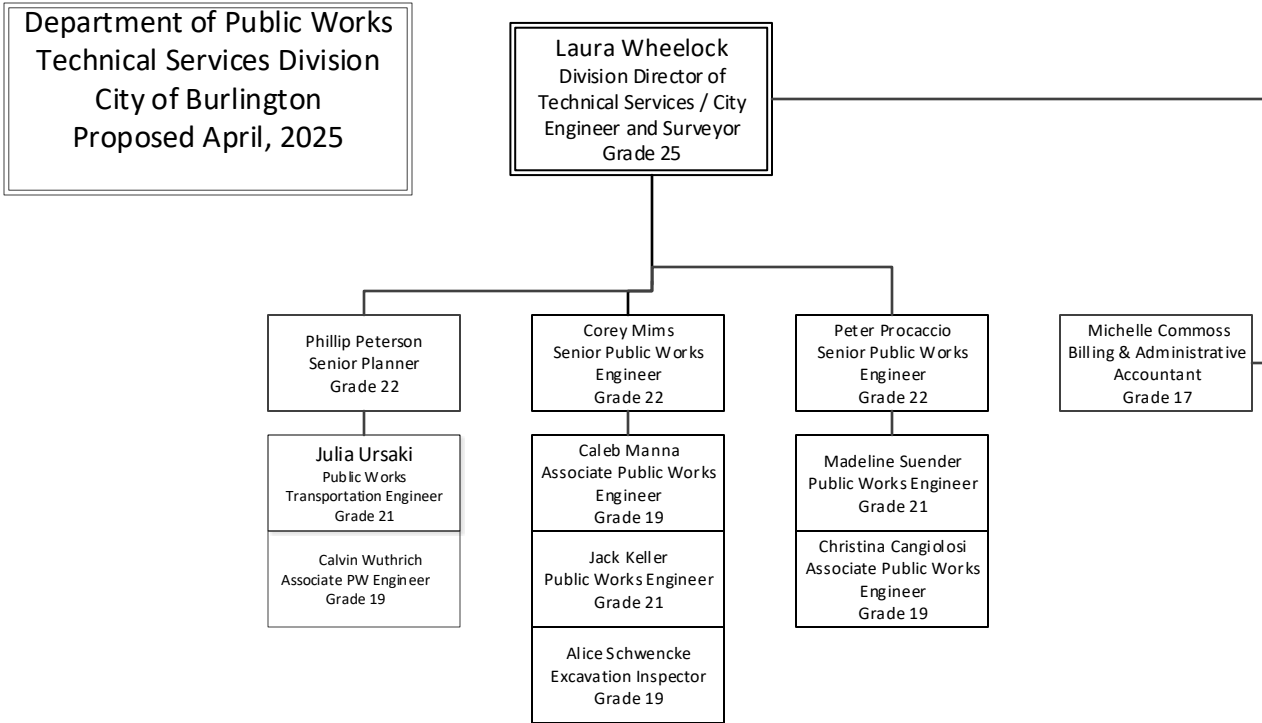 Department of Public Works
Technical Services Division
City of Burlington
Proposed April, 2025
Laura Wheelock
Division Director of
Technical Services / City
Engineer and Surveyor
Grade 25
Phillip Peterson
Senior Planner
Grade 22
Corey Mims
Senior Public Works
Engineer
Grade 22
Peter Procaccio
Senior Public Works
Engineer
Grade 22
Michelle Commoss
Billing & Administrative
Accountant
Grade 17
Julia Ursaki
Public Works
Transportation Engineer
Grade 21
Calvin Wuthrich
Associate PW Engineer
Grade 19
Caleb Manna
Associate Public Works
Engineer
Grade 19
Jack Keller
Public Works Engineer
Grade 21
Alice Schwencke
Excavation Inspector
Grade 19
Madeline Suender
Public Works Engineer
Grade 21
Christina Cangiolosi
Associate Public Works
Engineer
Grade 19